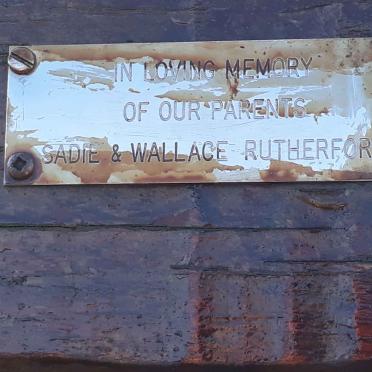 IN LOVING MEMORY
OF OUR PARENTS
SADIE & WALLACE RUTHERFOR